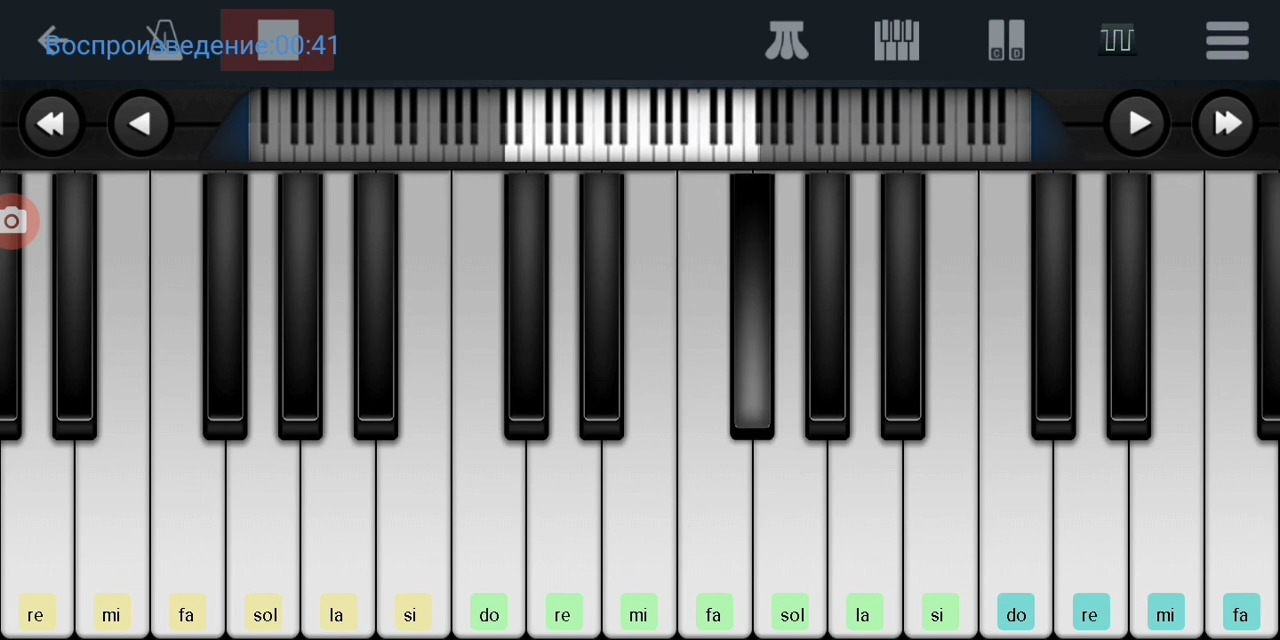 Воспроизведение:00:41
C D
re mi fa sol la si do re mi fa sol la si do re mi fa